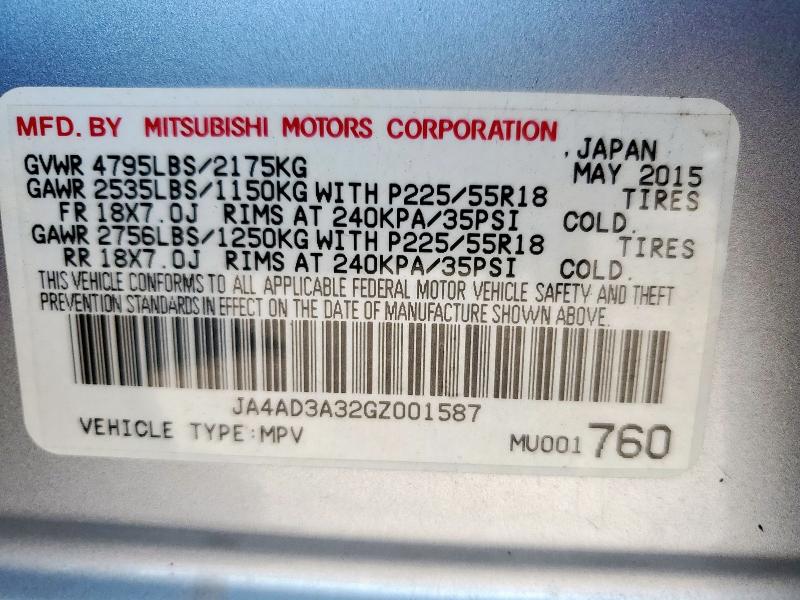 MFD. BY MITSUBISHI MOTORS CORPORATION , JAPAN
GVWR 4795LBS/2175KG MAY 2015
GAWR 2535LBS/1150KG WITH P225/55R18 TIRES
FR 18X7.0J RIMS AT 240KPA/35PSI COLD.
GAWR 2756LBS/1250KG WITH P225/55R18 TIRES
RR 18X7.0J RIMS AT 240KPA/35PSI COLD.
THIS VEHICLE CONFORMS TO ALL APPLICABLE FEDERAL MOTOR VEHICLE SAFETY AND THEFT
PREVENTION STANDARDS IN EFFECT ON THE DATE OF MANUFACTURE SHOWN ABOVE.
JA4AD3A32GZ001587
VEHICLE TYPE:MPV MU001760